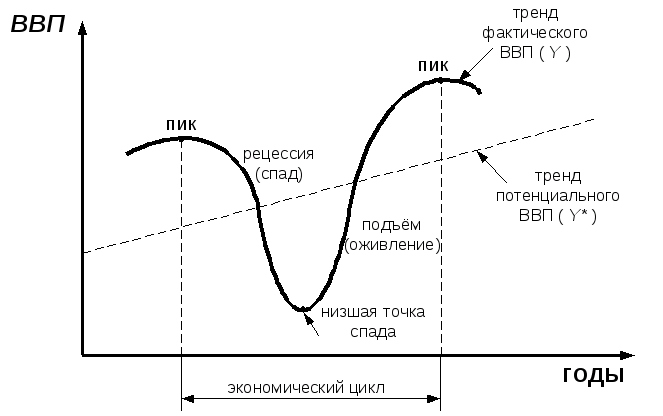 ВВП
тренд
фактического
ВВП ( Y )
пик
пик
рецессия
(спад)
тренд
потенциального
ВВП ( Y* )
подъём
(оживление)
низшая точка
спада
годы
экономический цикл